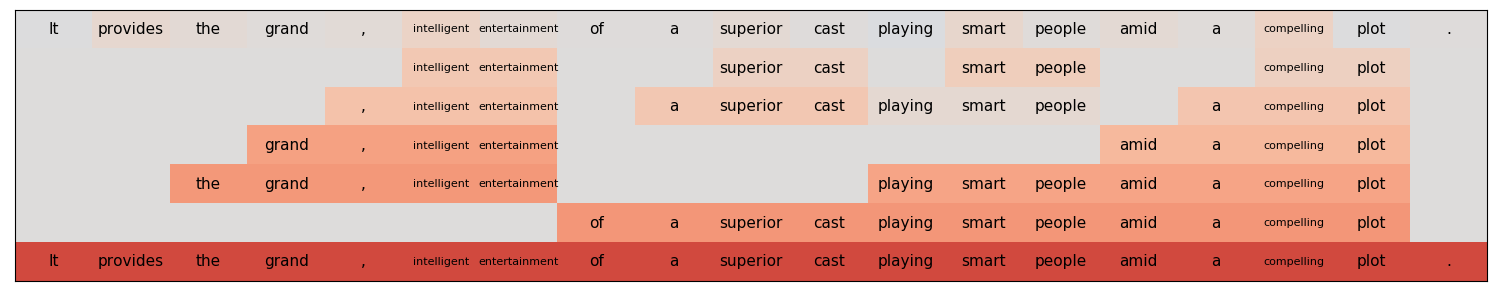 It provides the grand , intelligent entertainment of a superior cast playing smart people amid a compelling plot .
intelligent entertainment superior cast smart people compelling plot
, intelligent entertainment a superior cast playing smart people a compelling plot
grand , intelligent entertainment amid a compelling plot
the grand , intelligent entertainment playing smart people amid a compelling plot
of a superior cast playing smart people amid a compelling plot
It provides the grand , intelligent entertainment of a superior cast playing smart people amid a compelling plot .